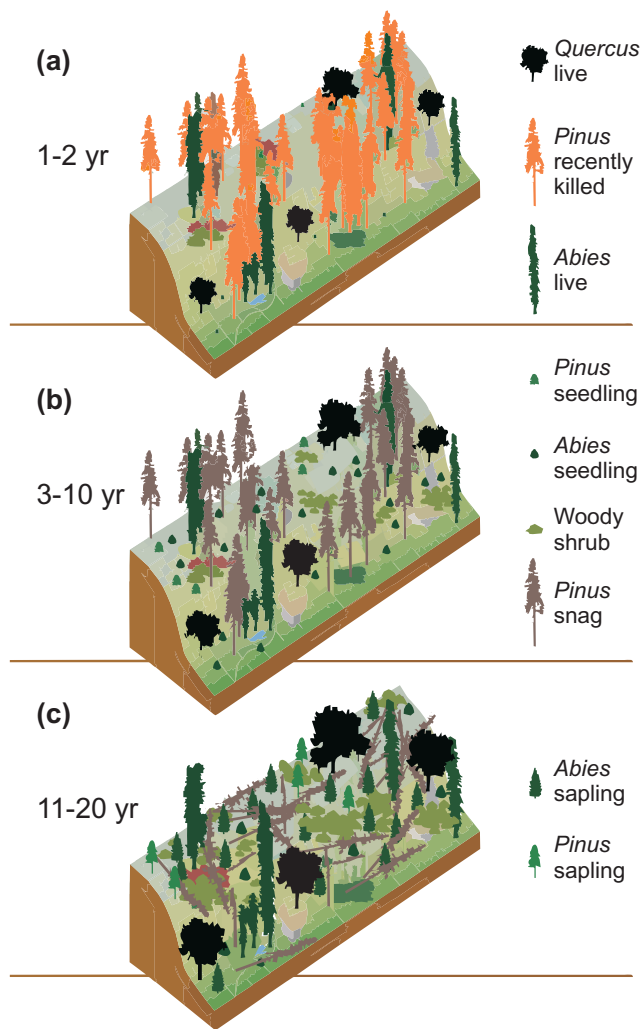 (a)
1-2 yr
Quercus
live
Pinus
recently
killed
Abies
live
(b)
3-10 yr
Pinus
seedling
Abies
seedling
Woody
shrub
Pinus
snag
(c)
11-20 yr
Abies
sapling
Pinus
sapling